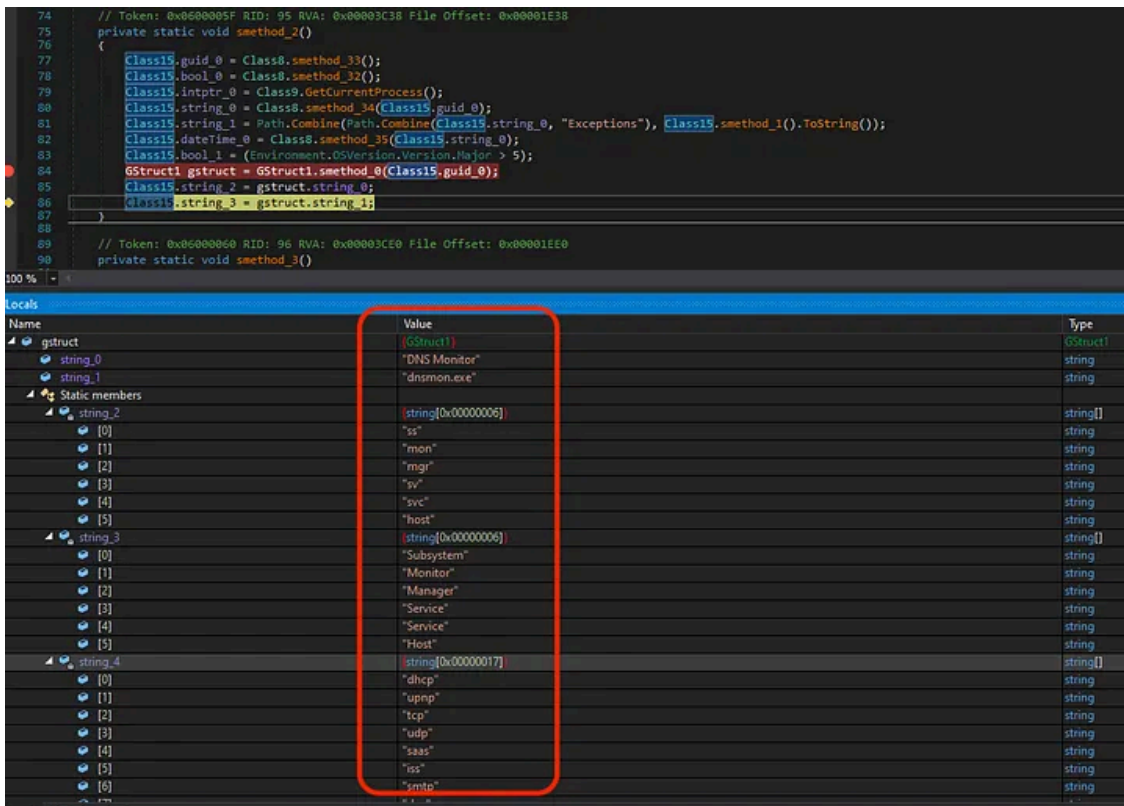 74 // Token: 0x0600005F RID: 95 RVA: 0x00003C38 File Offset: 0x00001E38
75 private static void smethod_2()
76 {
77 Class15.guid_0 = Class8.smethod_33();
78 Class15.bool_0 = Class8.smethod_32();
79 Class15.intptr_0 = Class9.GetCurrentProcess();
80 Class15.string_0 = Class8.smethod_34(Class15.guid_0);
81 Class15.string_1 = Path.Combine(Path.Combine(Class15.string_0, "Exceptions"), Class15.smethod_1().ToString());
82 Class15.dateTime_0 = Class8.smethod_35(Class15.string_0);
83 Class15.bool_1 = (Environment.OSVersion.Version.Major > 5);
84 GStruct1 gstruct = GStruct1.smethod_0(Class15.guid_0);
85 Class15.string_2 = gstruct.string_0;
86 Class15.string_3 = gstruct.string_1;
87 }
88
89 // Token: 0x06000060 RID: 96 RVA: 0x00003CE0 File Offset: 0x00001EE0
90 private static void smethod_3()
100 %
Locals
Name Value Type
gstruct {GStruct1} GStruct1
string_0 "DNS Monitor" string
string_1 "dnsmon.exe" string
Static members
string_2 {string[0x00000006]} string[]
[0] "ss" string
[1] "mon" string
[2] "mgr" string
[3] "sv" string
[4] "svc" string
[5] "host" string
string_3 {string[0x00000006]} string[]
[0] "Subsystem" string
[1] "Monitor" string
[2] "Manager" string
[3] "Service" string
[4] "Service" string
[5] "Host" string
string_4 {string[0x00000017]} string[]
[0] "dhcp" string
[1] "upnp" string
[2] "tcp" string
[3] "udp" string
[4] "saas" string
[5] "iss" string
[6] "smtp" string